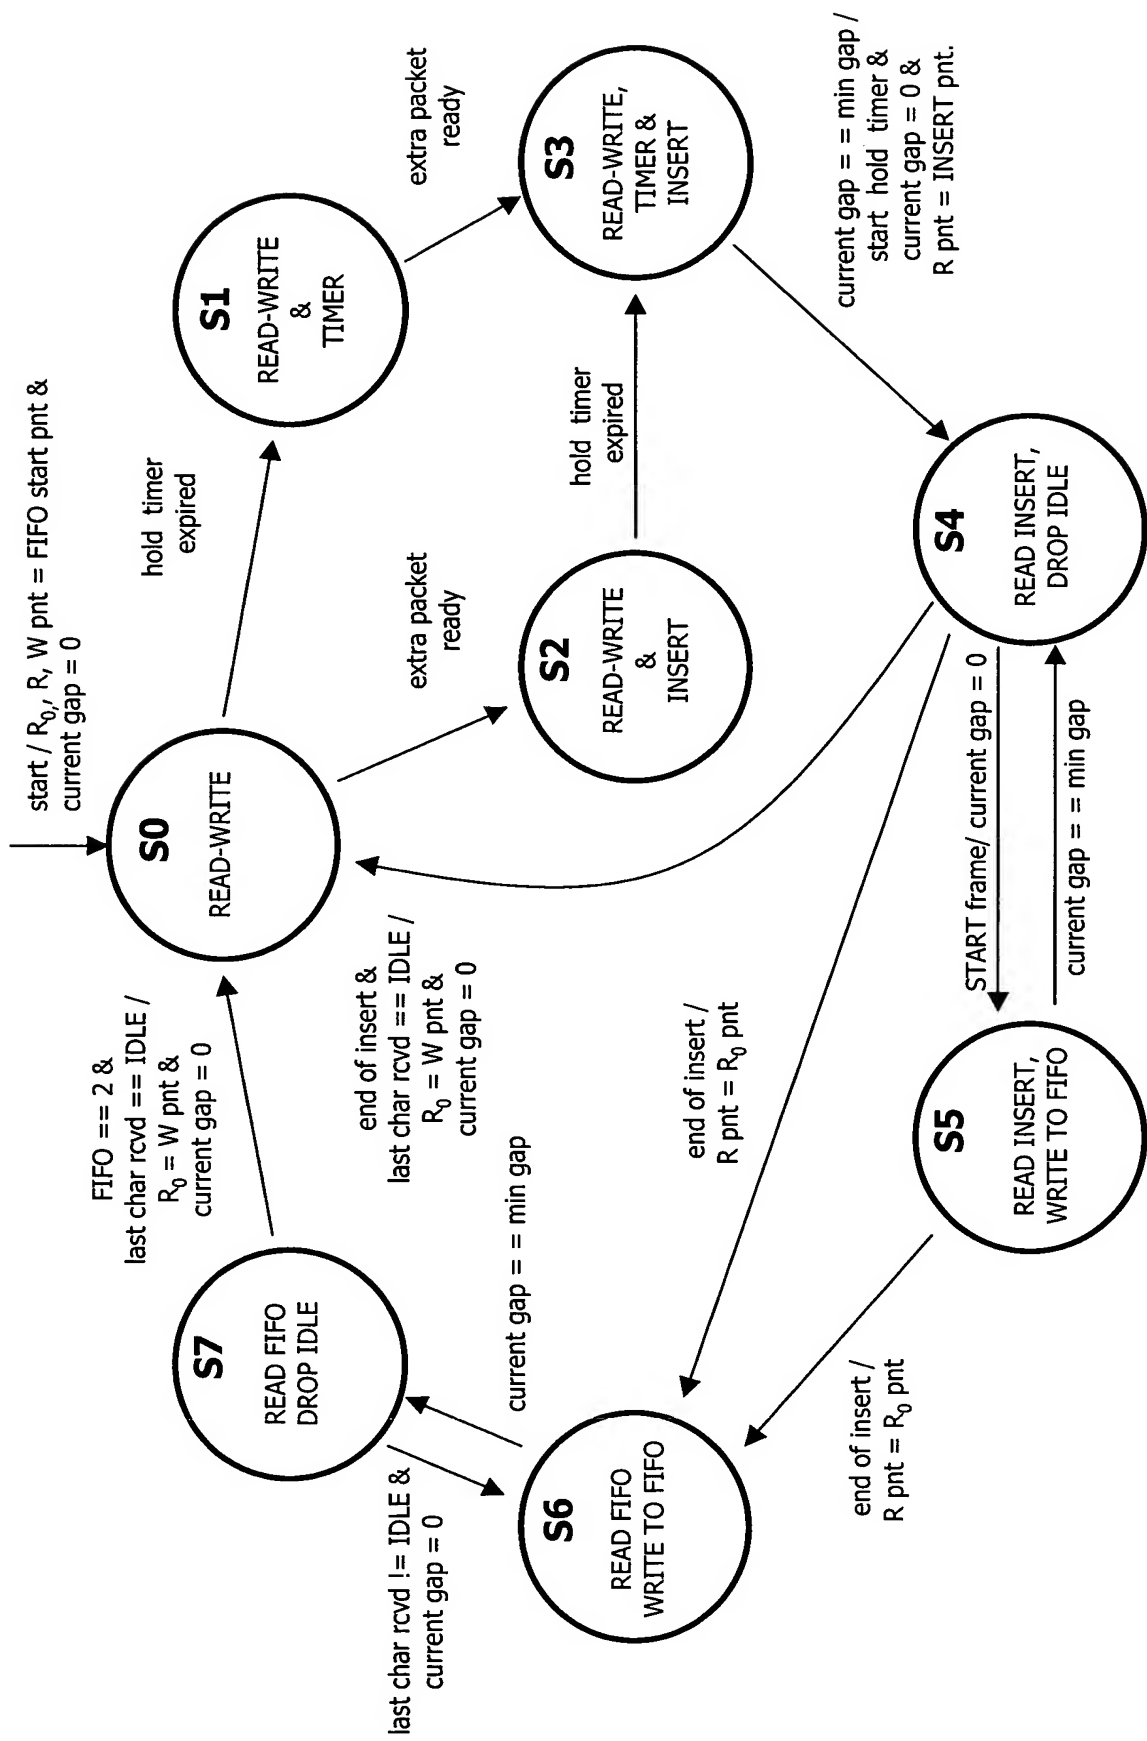 start / R₀,, R, W pnt = FIFO start pnt &
current gap = 0
S0
READ-WRITE
hold timer
expired
S1
READ-WRITE
&
TIMER
extra packet
ready
extra packet
ready
S2
READ-WRITE
&
INSERT
hold timer
expired
S3
READ-WRITE,
TIMER &
INSERT
current gap = = min gap /
start hold timer &
current gap = 0 &
R pnt = INSERT pnt.
S4
READ INSERT,
DROP IDLE
START frame/ current gap = 0
current gap = = min gap
S5
READ INSERT,
WRITE TO FIFO
end of insert &
last char rcvd == IDLE /
R₀ = W pnt &
current gap = 0
end of insert /
R pnt = R₀ pnt
end of insert /
R pnt = R₀ pnt
S6
READ FIFO
WRITE TO FIFO
current gap = = min gap
last char rcvd != IDLE &
current gap = 0
S7
READ FIFO
DROP IDLE
FIFO == 2 &
last char rcvd == IDLE /
R₀ = W pnt &
current gap = 0